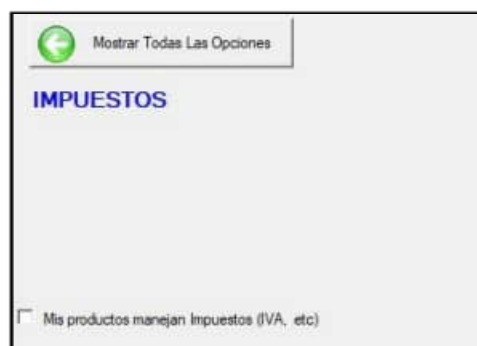 Mostrar Todas Las Opciones
IMPUESTOS
Mis productos manejan Impuestos (IVA, etc)